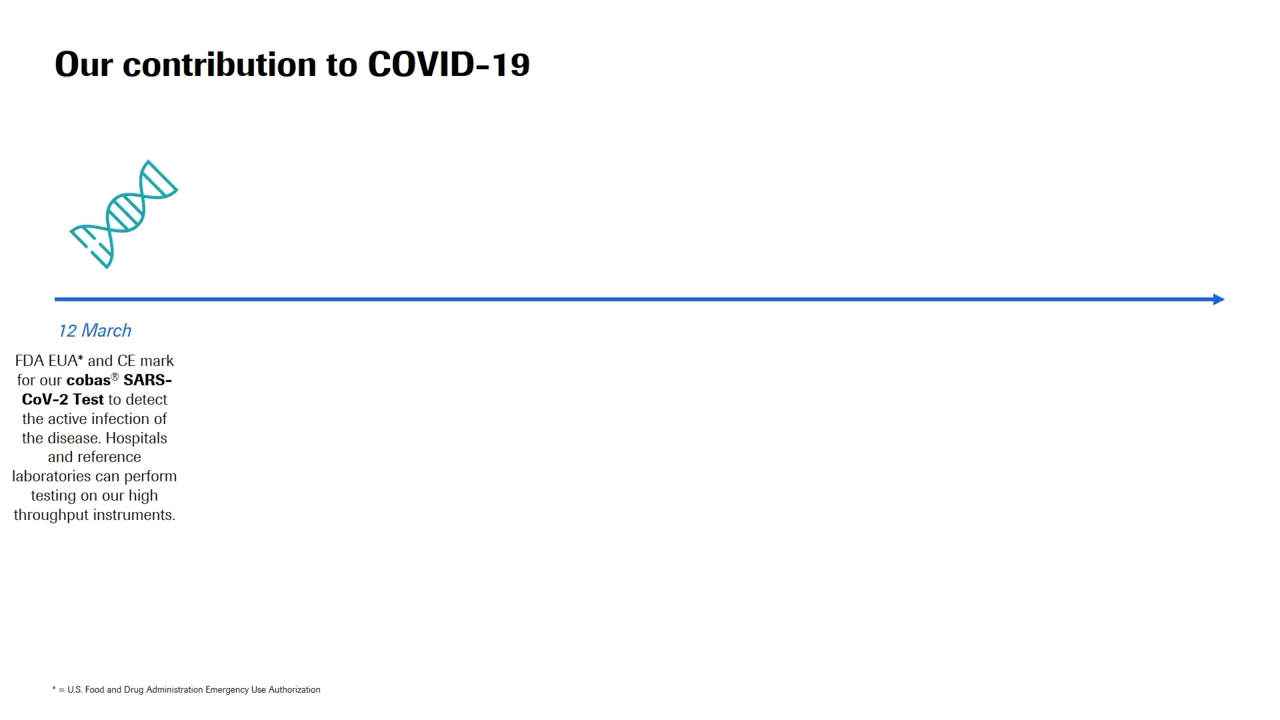 Our contribution to COVID-19
12 March
FDA EUA* and CE mark
for our cobas® SARS-
CoV-2 Test to detect
the active infection of
the disease. Hospitals
and reference
laboratories can perform
testing on our high
throughput instruments.
* = U.S. Food and Drug Administration Emergency Use Authorization